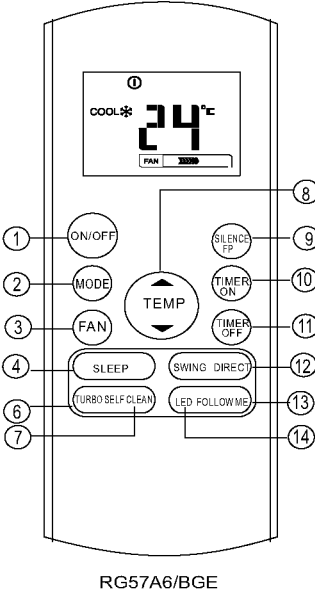 COOL 24°C
FAN
8
1 ON/OFF SILENCE FP 9
2 MODE TEMP TIMER ON 10
3 FAN TIMER OFF 11
4 SLEEP SWING DIRECT 12
6 TURBO SELF CLEAN LED FOLLOW ME 13
7 14
RG57A6/BGE